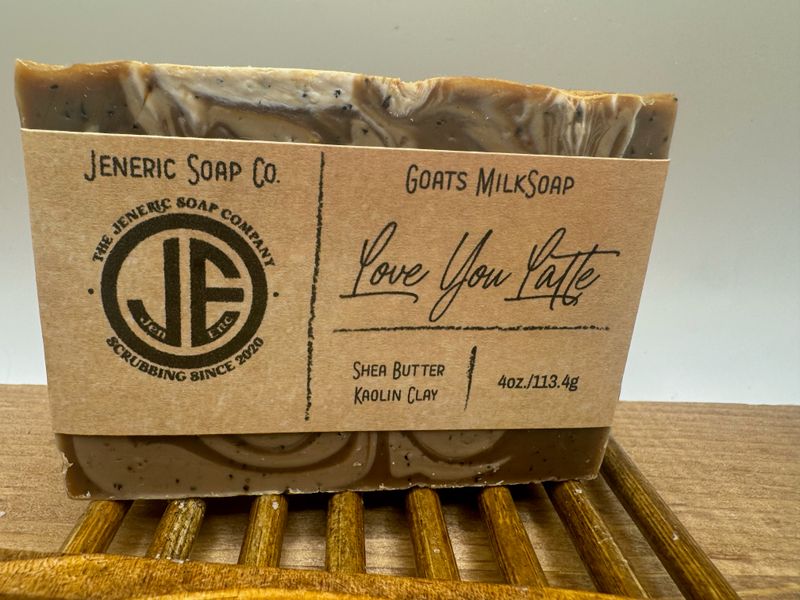 Jeneric Soap Co.
THE JENERIC SOAP COMPANY
JE
Jen Eric
SCRUBBING SINCE 2020
Goats MilkSoap
Love You Latte
Shea Butter
Kaolin Clay
4oz./113.4g